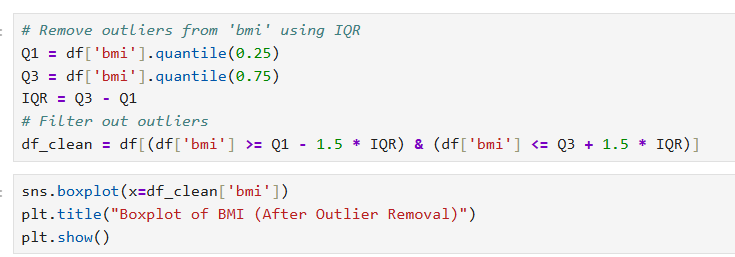 # Remove outliers from 'bmi' using IQR
Q1 = df['bmi'].quantile(0.25)
Q3 = df['bmi'].quantile(0.75)
IQR = Q3 - Q1
# Filter out outliers
df_clean = df[(df['bmi'] >= Q1 - 1.5 * IQR) & (df['bmi'] <= Q3 + 1.5 * IQR)]
sns.boxplot(x=df_clean['bmi'])
plt.title("Boxplot of BMI (After Outlier Removal)")
plt.show()